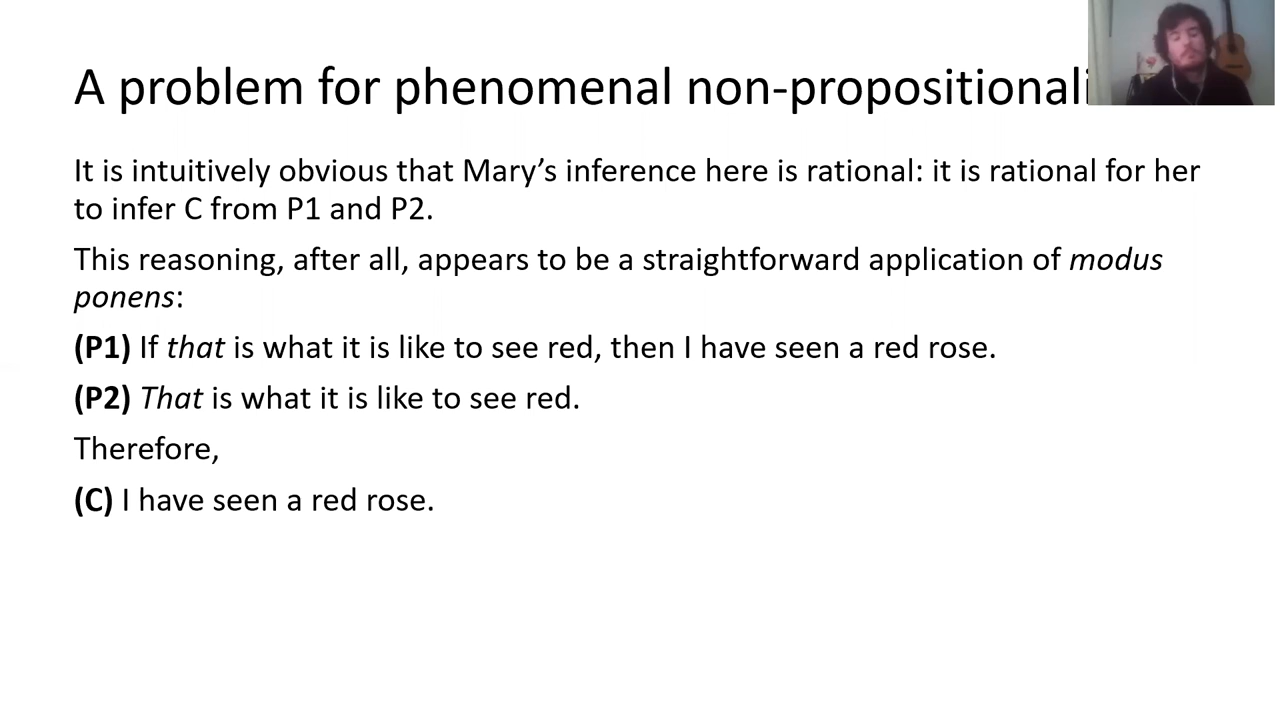 A problem for phenomenal non-propositionali
It is intuitively obvious that Mary’s inference here is rational: it is rational for her
to infer C from P1 and P2.
This reasoning, after all, appears to be a straightforward application of modus
ponens:
(P1) If that is what it is like to see red, then I have seen a red rose.
(P2) That is what it is like to see red.
Therefore,
(C) I have seen a red rose.